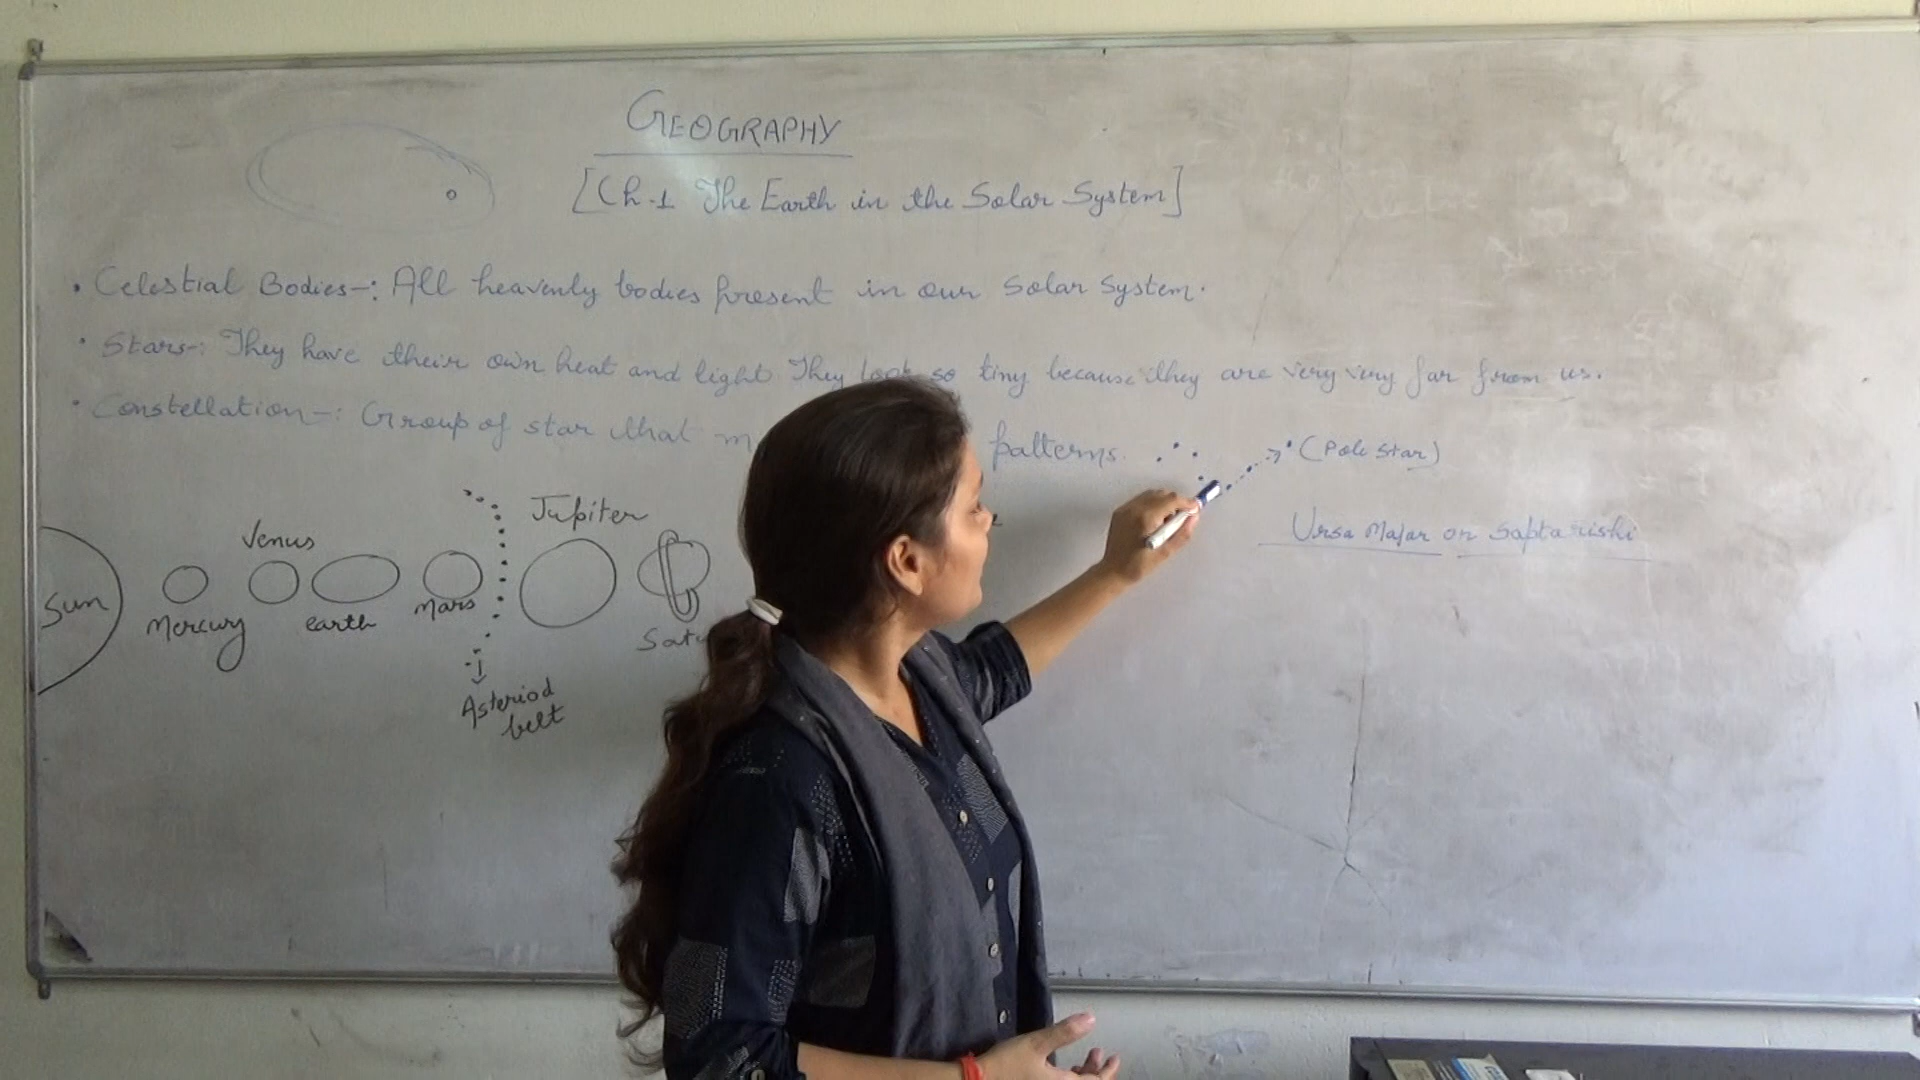 GEOGRAPHY
[Ch.1 The Earth in the Solar System]
• Celestial Bodies-: All heavenly bodies present in our Solar System.
• Stars-: They have their own heat and light They look so tiny because they are very very far from us.
• Constellation-: Group of star that patterns.
(Pole Star)
Ursa Majar or Saptarishi
Jupiter
Venus
Sun
Mercury
earth
Mars
Asteriod
belt